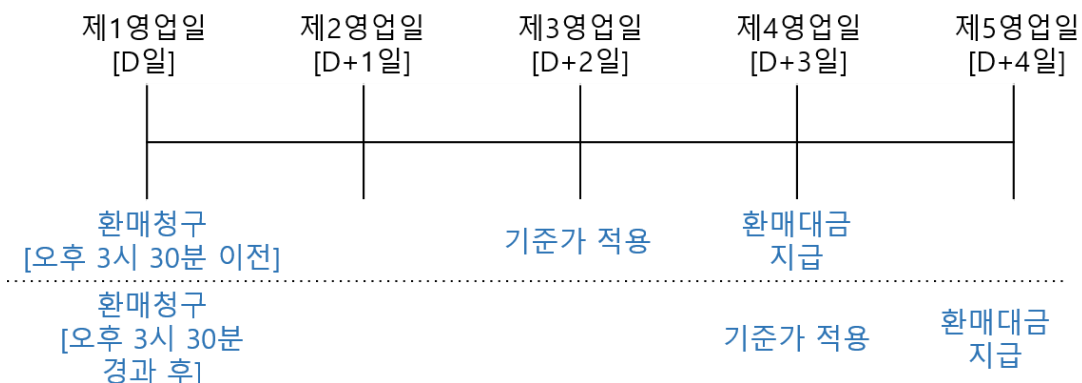 제1영업일 제2영업일 제3영업일 제4영업일 제5영업일
[D일] [D+1일] [D+2일] [D+3일] [D+4일]
환매청구
[오후 3시 30분 이전]
기준가 적용
환매대금
지급
환매청구
[오후 3시 30분
경과 후]
기준가 적용
환매대금
지급